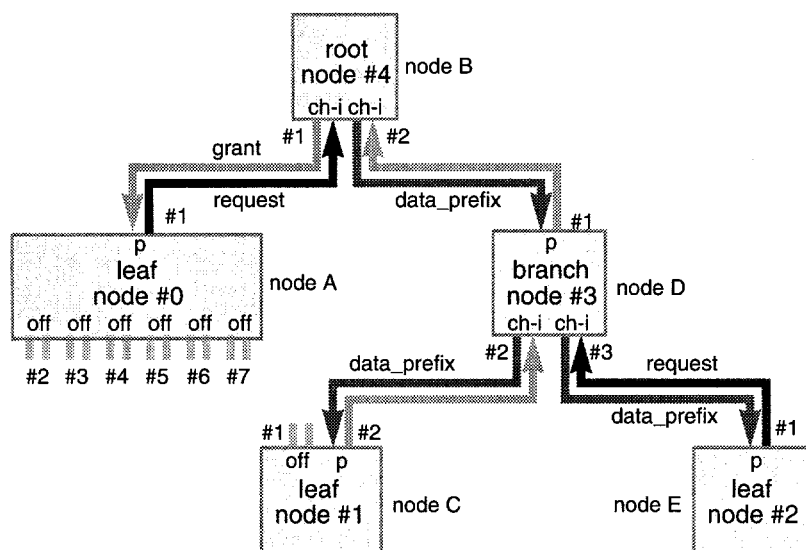 root
node #4
node B
ch-i ch-i
#1
#2
grant
request
data_prefix
#1
#1
p
leaf
node #0
node A
off off off off off off
#2 #3 #4 #5 #6 #7
p
branch
node #3
node D
ch-i ch-i
#2
#3
data_prefix
request
data_prefix
#1
#2
#1
off p
leaf
node #1
node C
p
leaf
node #2
node E